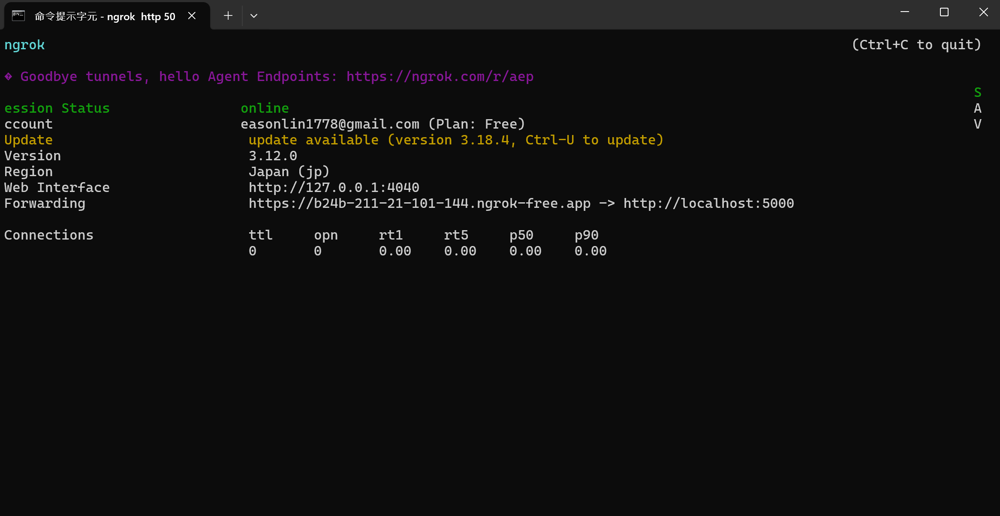 命令提示字元 - ngrok  http 50
ngrok (Ctrl+C to quit)
� Goodbye tunnels, hello Agent Endpoints: https://ngrok.com/r/aep
S
ession Status online A
ccount easonlin1778@gmail.com (Plan: Free) V
Update update available (version 3.18.4, Ctrl-U to update)
Version 3.12.0
Region Japan (jp)
Web Interface http://127.0.0.1:4040
Forwarding https://b24b-211-21-101-144.ngrok-free.app -> http://localhost:5000
Connections ttl opn rt1 rt5 p50 p90
0 0 0.00 0.00 0.00 0.00